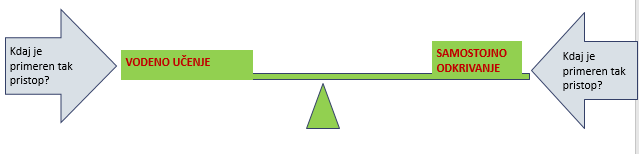 Kdaj je
primeren tak
pristop?
VODENO UČENJE
SAMOSTOJNO
ODKRIVANJE
Kdaj je
primeren tak
pristop?